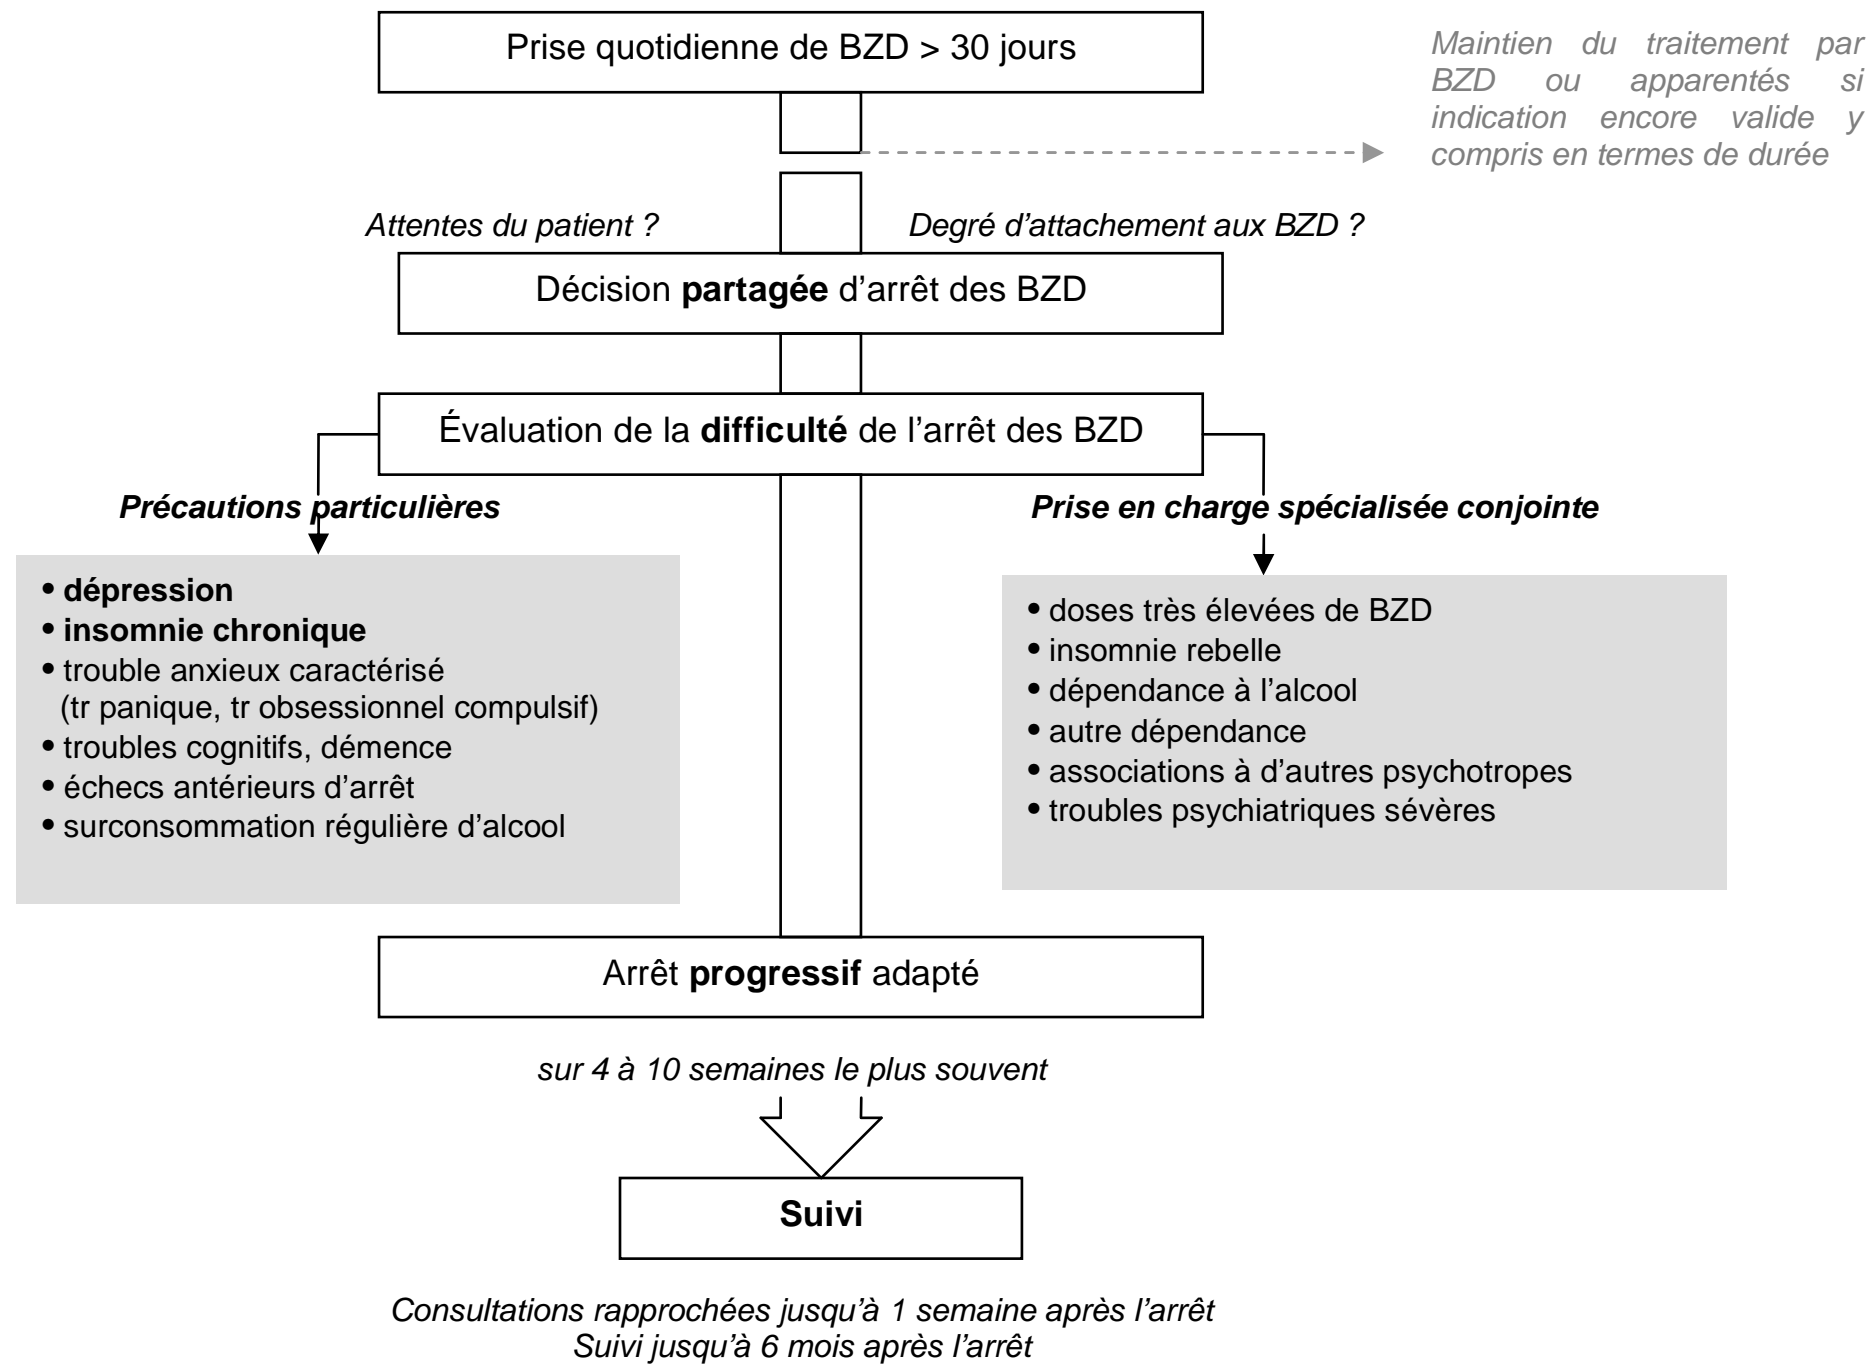 Prise quotidienne de BZD > 30 jours
Maintien du traitement par
BZD ou apparentés si
indication encore valide y
compris en termes de durée
Attentes du patient ?
Degré d’attachement aux BZD ?
Décision partagée d’arrêt des BZD
Évaluation de la difficulté de l’arrêt des BZD
Précautions particulières
• dépression
• insomnie chronique
• trouble anxieux caractérisé
(tr panique, tr obsessionnel compulsif)
• troubles cognitifs, démence
• échecs antérieurs d’arrêt
• surconsommation régulière d’alcool
Prise en charge spécialisée conjointe
• doses très élevées de BZD
• insomnie rebelle
• dépendance à l’alcool
• autre dépendance
• associations à d’autres psychotropes
• troubles psychiatriques sévères
Arrêt progressif adapté
sur 4 à 10 semaines le plus souvent
Suivi
Consultations rapprochées jusqu’à 1 semaine après l’arrêt
Suivi jusqu’à 6 mois après l’arrêt